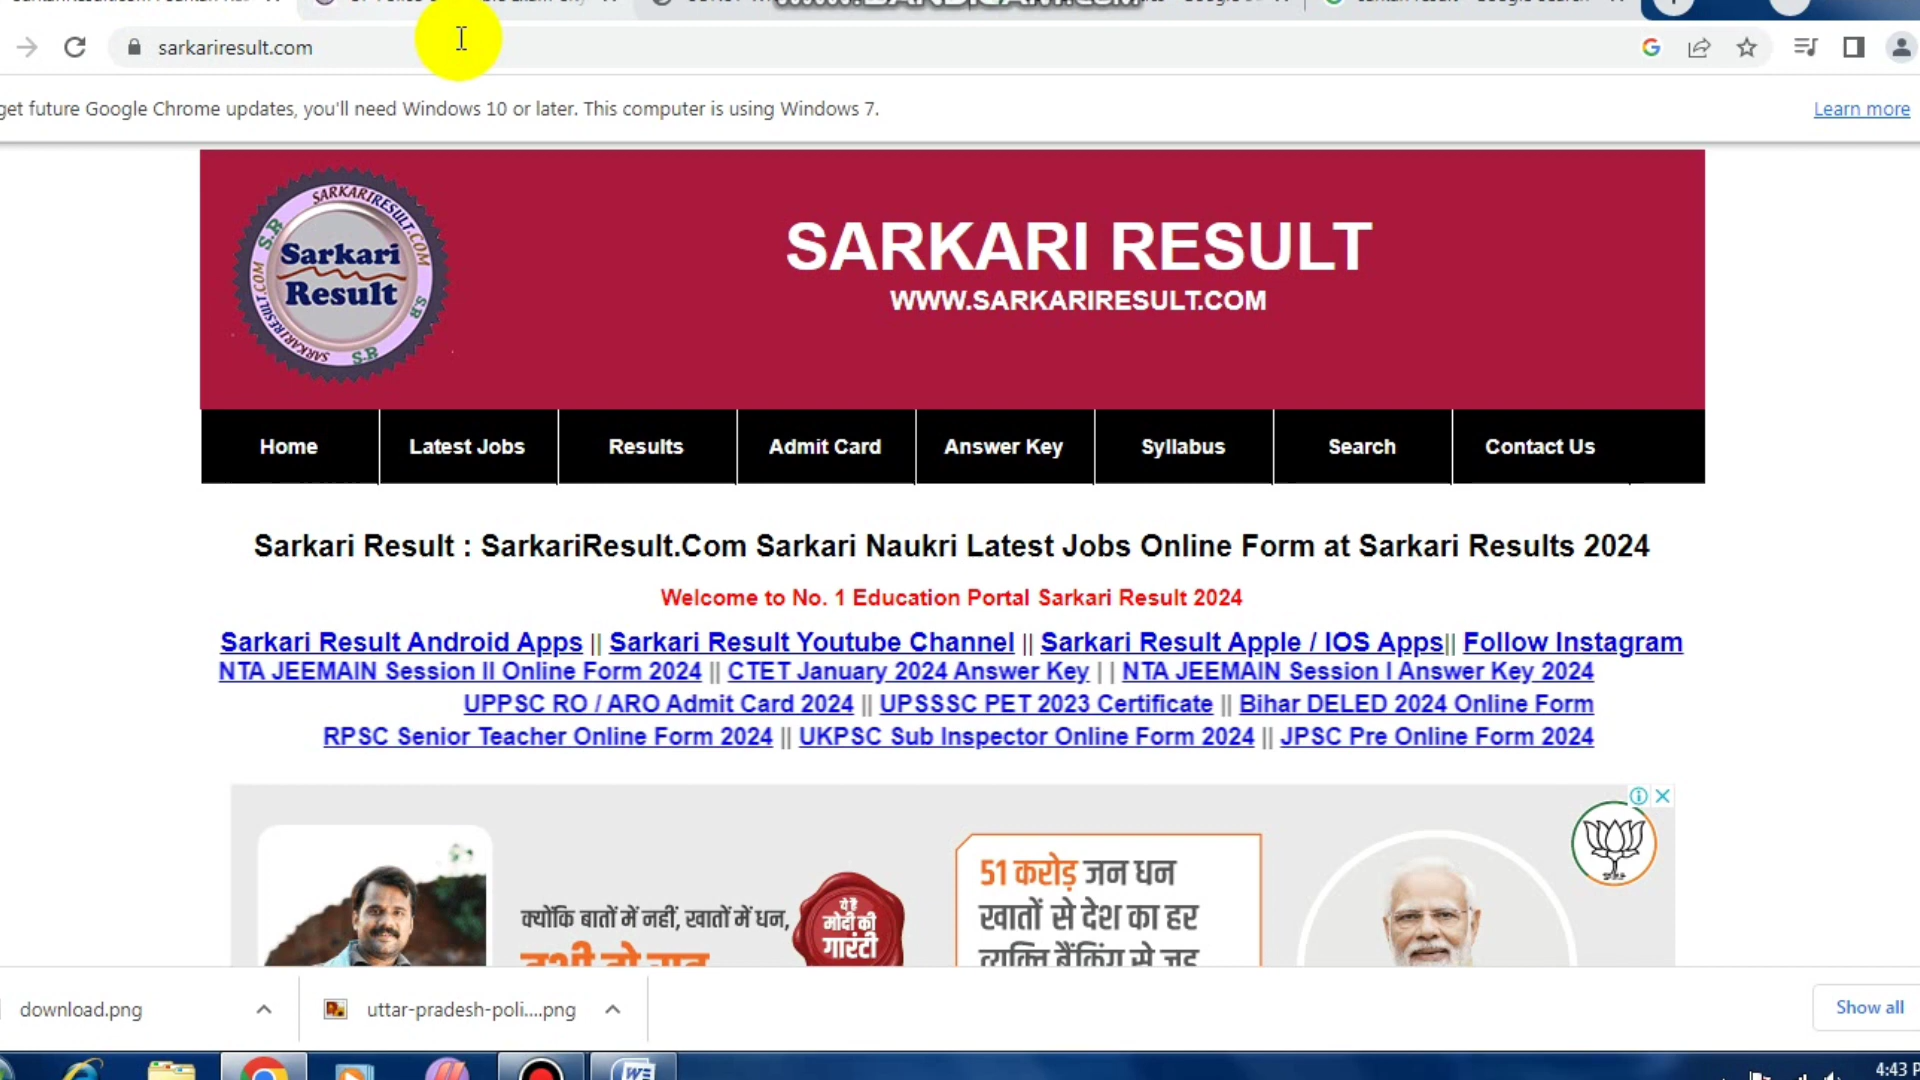 sarkariresult.com
get future Google Chrome updates, you'll need Windows 10 or later. This computer is using Windows 7.
Learn more
SARKARIRESULT.COM
S.R
Sarkari
Result
SARKARI RESULT
WWW.SARKARIRESULT.COM
Home
Latest Jobs
Results
Admit Card
Answer Key
Syllabus
Search
Contact Us
Sarkari Result : SarkariResult.Com Sarkari Naukri Latest Jobs Online Form at Sarkari Results 2024
Welcome to No. 1 Education Portal Sarkari Result 2024
Sarkari Result Android Apps || Sarkari Result Youtube Channel || Sarkari Result Apple / IOS Apps|| Follow Instagram
NTA JEEMAIN Session II Online Form 2024 || CTET January 2024 Answer Key | | NTA JEEMAIN Session I Answer Key 2024
UPPSC RO / ARO Admit Card 2024 || UPSSSC PET 2023 Certificate || Bihar DELED 2024 Online Form
RPSC Senior Teacher Online Form 2024 || UKPSC Sub Inspector Online Form 2024 || JPSC Pre Online Form 2024
क्योंकि बातों में नहीं, खातों में धन,
ये है
मोदी की
गारंटी
51 करोड़ जन धन
खातों से देश का हर
व्यक्ति बैंकिंग से
download.png
uttar-pradesh-poli....png
Show all
4:43